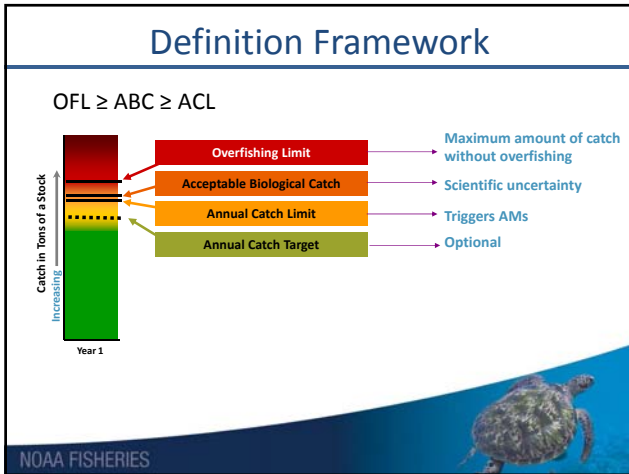 Definition Framework
OFL ≥ ABC ≥ ACL
Catch in Tons of a Stock
Increasing
Year 1
Overfishing Limit
Maximum amount of catch
without overfishing
Acceptable Biological Catch
Scientific uncertainty
Annual Catch Limit
Triggers AMs
Annual Catch Target
Optional
NOAA FISHERIES